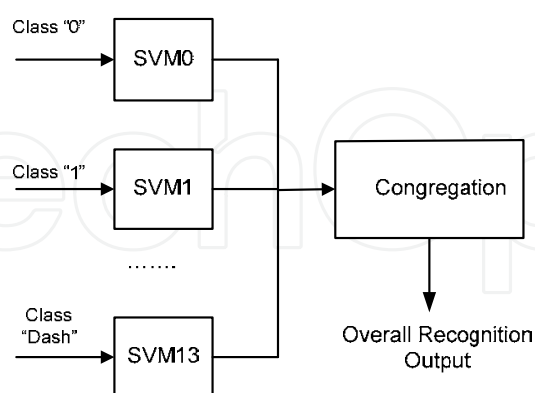 Class "0"
SVM0
Class "1"
SVM1
Congregation
.......
Class
"Dash"
SVM13
Overall Recognition
Output